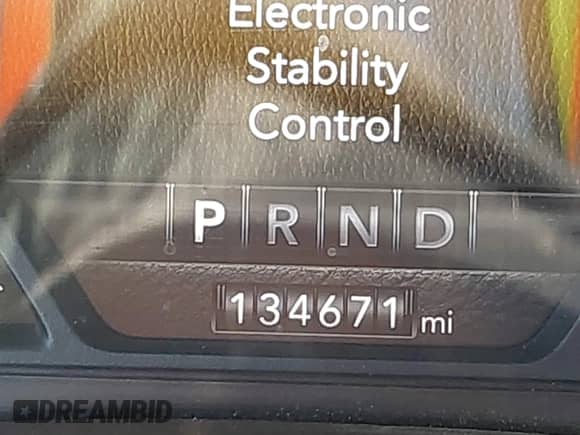 Electronic
Stability
Control
P R N D
134671 mi
DREAMBID